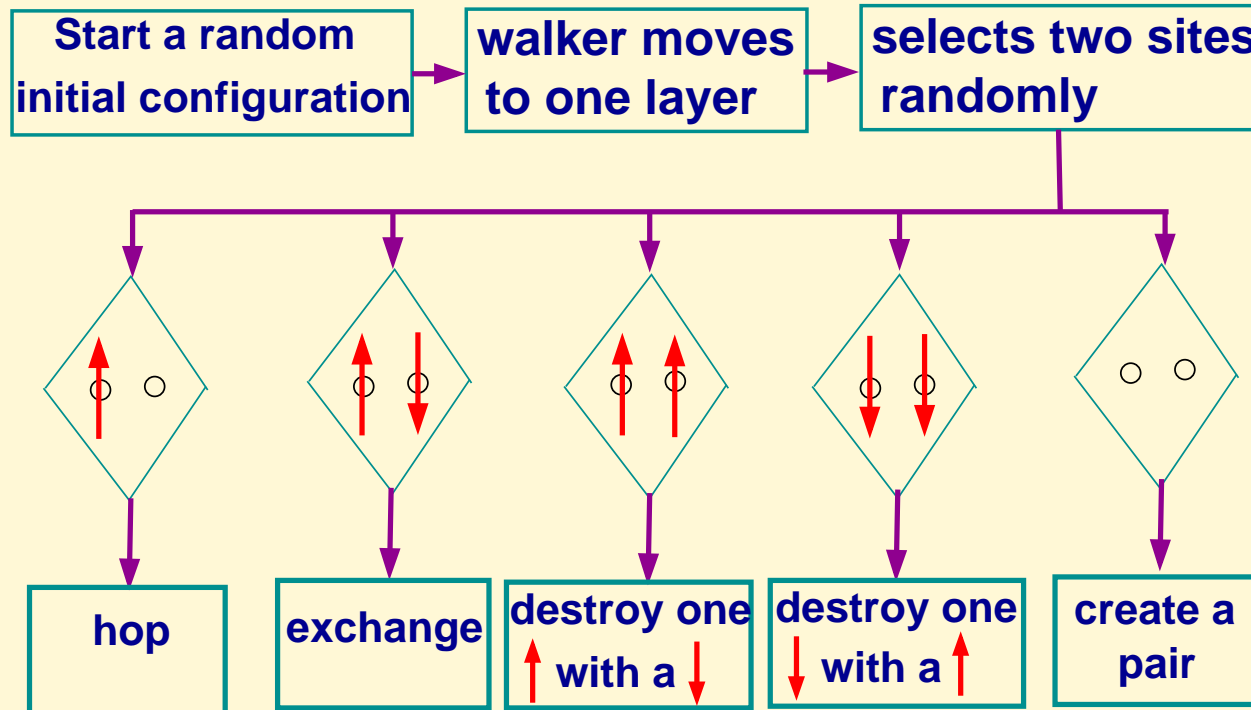 Start a random
initial configuration
walker moves
to one layer
selects two sites
randomly
hop
exchange
destroy one
with a
destroy one
with a
create a
pair